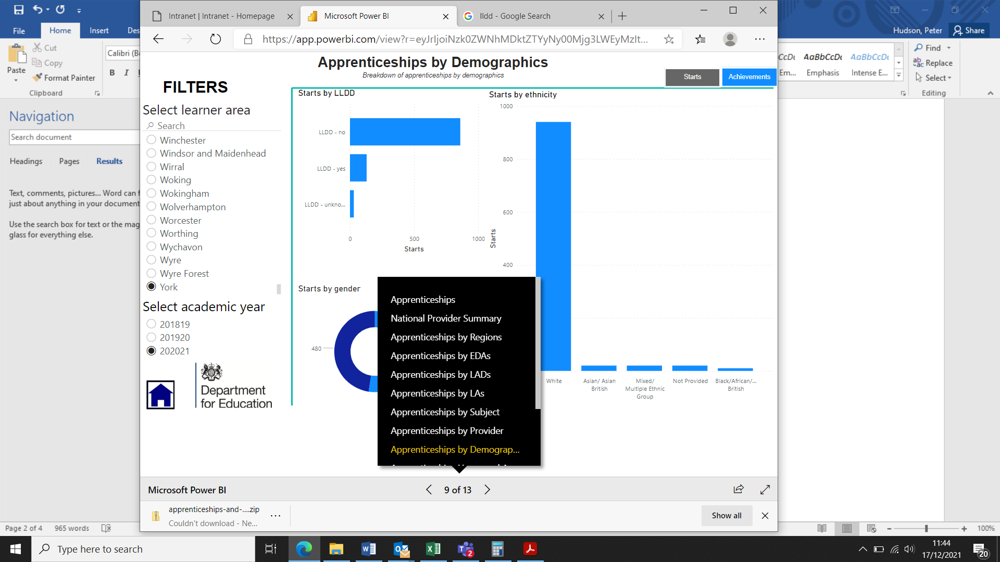 Intranet | Intranet - Homepage
Microsoft Power BI
lldd - Google Search
File
Home
Insert
Des
Hudson, Peter
Share
https://app.powerbi.com/view?r=eyJrIjoiNzk0ZWNhMDktZTYyNy00Mjg3LWEyMzIt...
Paste
Cut
Copy
Format Painter
Clipboard
Calibri (B
B I
AaBbCcDc
AaBbCcDc
Em...
Emphasis
Intense E...
Find
Replace
Select
Editing
Navigation
Search document
Headings
Pages
Results
Text, comments, pictures... Word can f
just about anything in your document
Use the search box for text or the mag
glass for everything else.
Apprenticeships by Demographics
Breakdown of apprenticeships by demographics
Starts
Achievements
FILTERS
Select learner area
Search
Winchester
Windsor and Maidenhead
Wirral
Woking
Wokingham
Wolverhampton
Worcester
Worthing
Wychavon
Wyre
Wyre Forest
York
Select academic year
201819
201920
202021
Department
for Education
Starts by LLDD
LLDD - no
LLDD - yes
LLDD - unkno...
0
500
1000
Starts
Starts by ethnicity
1000
800
600
400
Starts
White
Asian/ Asian
British
Mixed/
Multiple Ethnic
Group
Not Provided
Black/African/...
British
Starts by gender
480
Apprenticeships
National Provider Summary
Apprenticeships by Regions
Apprenticeships by EDAs
Apprenticeships by LADs
Apprenticeships by LAs
Apprenticeships by Subject
Apprenticeships by Provider
Apprenticeships by Demograp...
Microsoft Power BI
9 of 13
apprenticeships-and-....zip
Couldn't download - Ne...
Show all
Page 2 of 4
965 words
100%
Type here to search
2
11:44
17/12/2021
20